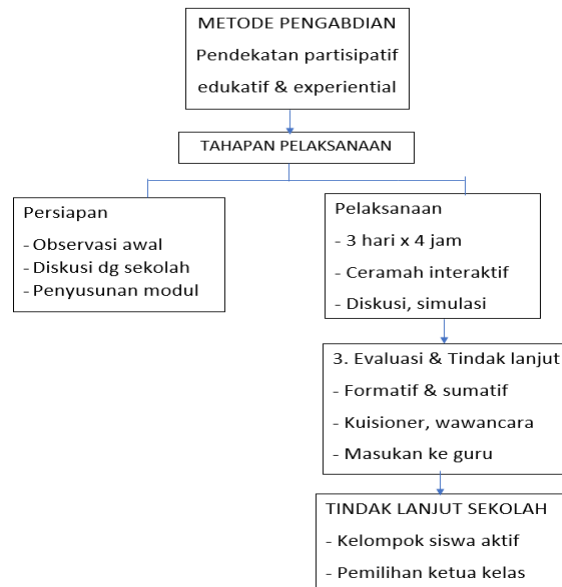 METODE PENGABDIAN
Pendekatan partisipatif
edukatif & experiential
TAHAPAN PELAKSANAAN
Persiapan
- Observasi awal
- Diskusi dg sekolah
- Penyusunan modul
Pelaksanaan
- 3 hari x 4 jam
- Ceramah interaktif
- Diskusi, simulasi
3. Evaluasi & Tindak lanjut
- Formatif & sumatif
- Kuisioner, wawancara
- Masukan ke guru
TINDAK LANJUT SEKOLAH
- Kelompok siswa aktif
- Pemilihan ketua kelas